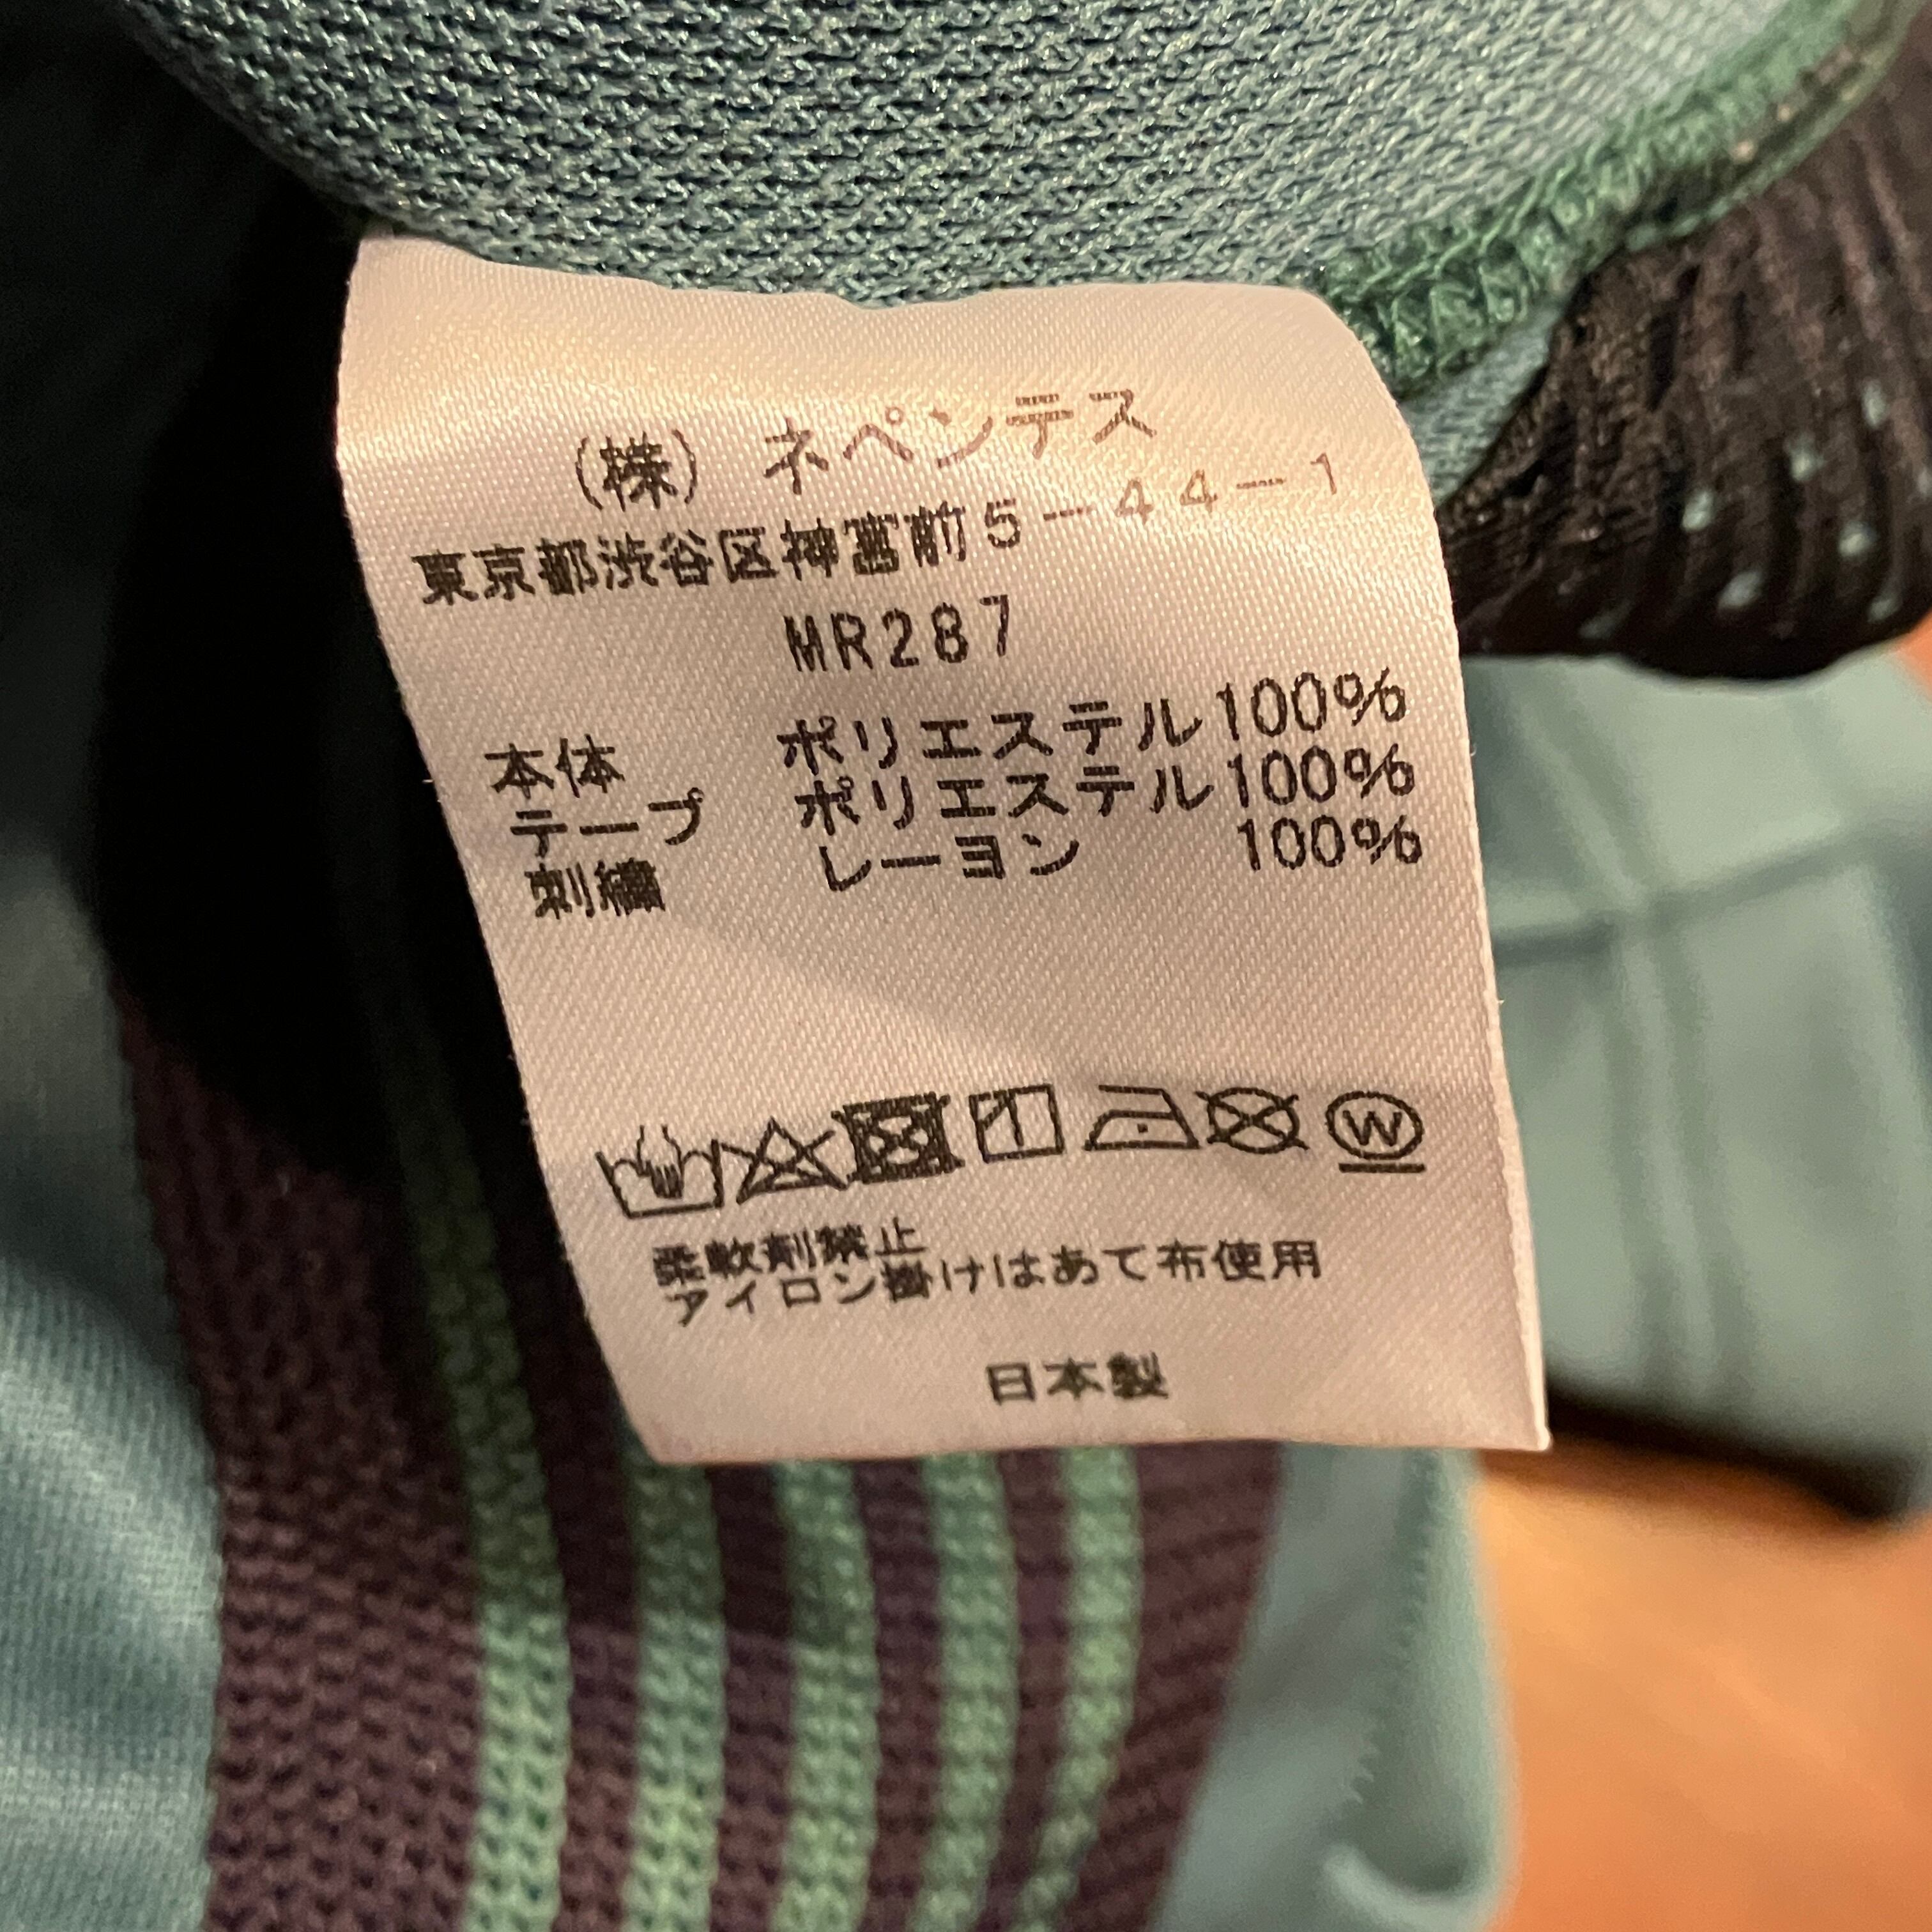 (株) ネペンテス
東京都渋谷区神宮前5-44-1
MR287
本体 ポリエステル100%
テープ ポリエステル100%
刺繍 レーヨン 100%
W
柔軟剤禁止
アイロン掛けはあて布使用
日本製